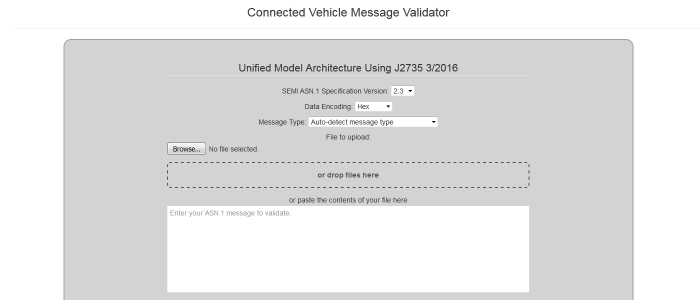 Connected Vehicle Message Validator
Unified Model Architecture Using J2735 3/2016
SEMI ASN.1 Specification Version: 2.3
Data Encoding: Hex
Message Type: Auto-detect message type
File to upload:
Browse... No file selected.
or drop files here
or paste the contents of your file here
Enter your ASN.1 message to validate.